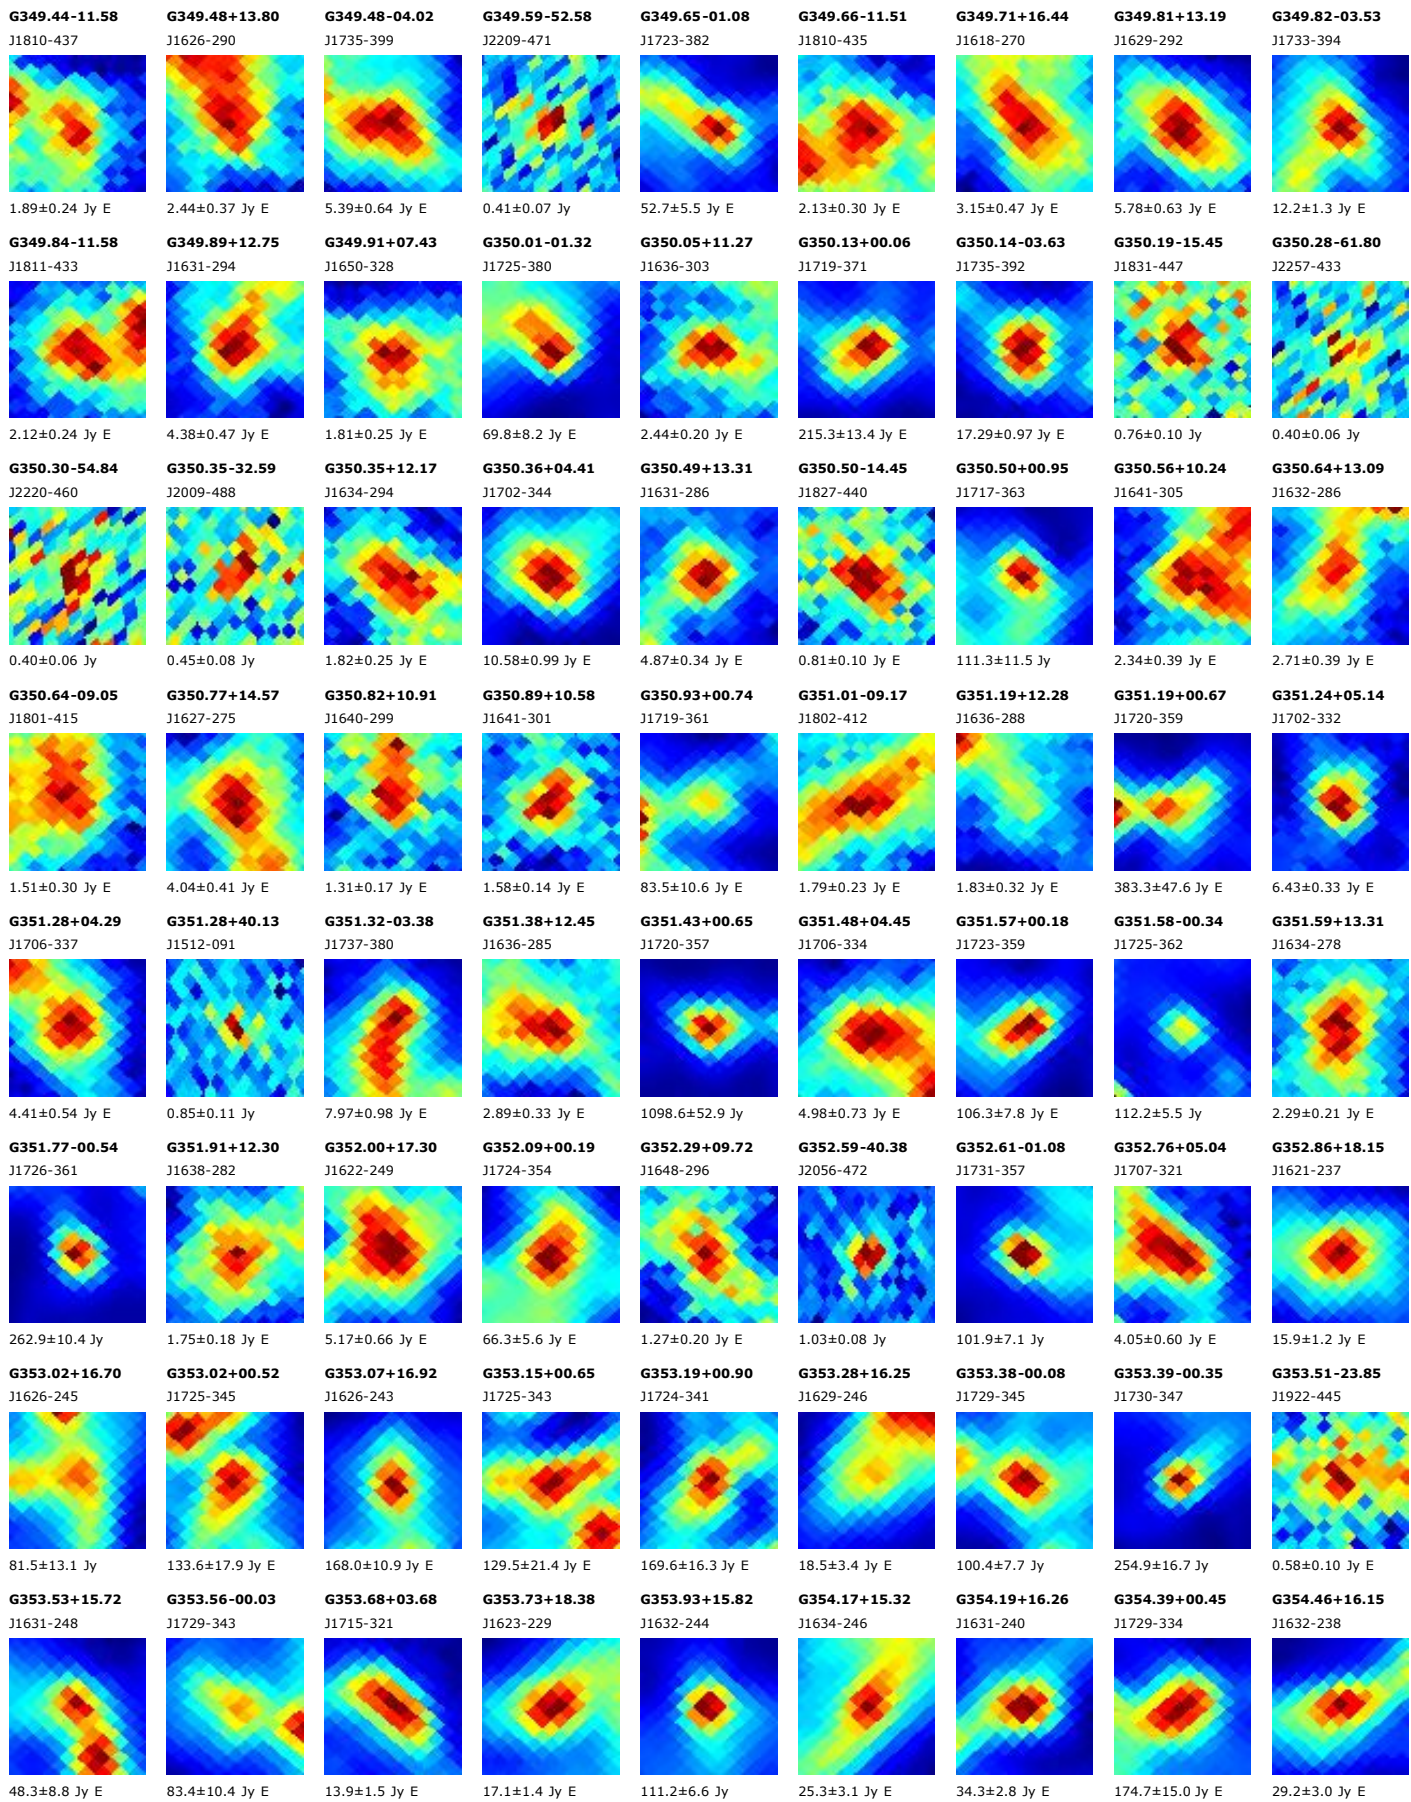 G349.44-11.58 G349.48+13.80 G349.48-04.02 G349.59-52.58 G349.65-01.08 G349.66-11.51 G349.71+16.44 G349.81+13.19 G349.82-03.53
J1810-437 J1626-290 J1735-399 J2209-471 J1723-382 J1810-435 J1618-270 J1629-292 J1733-394
1.89±0.24 Jy E 2.44±0.37 Jy E 5.39±0.64 Jy E 0.41±0.07 Jy 52.7±5.5 Jy E 2.13±0.30 Jy E 3.15±0.47 Jy E 5.78±0.63 Jy E 12.2±1.3 Jy E
G349.84-11.58 G349.89+12.75 G349.91+07.43 G350.01-01.32 G350.05+11.27 G350.13+00.06 G350.14-03.63 G350.19-15.45 G350.28-61.80
J1811-433 J1631-294 J1650-328 J1725-380 J1636-303 J1719-371 J1735-392 J1831-447 J2257-433
2.12±0.24 Jy E 4.38±0.47 Jy E 1.81±0.25 Jy E 69.8±8.2 Jy E 2.44±0.20 Jy E 215.3±13.4 Jy E 17.29±0.97 Jy E 0.76±0.10 Jy 0.40±0.06 Jy
G350.30-54.84 G350.35-32.59 G350.35+12.17 G350.36+04.41 G350.49+13.31 G350.50-14.45 G350.50+00.95 G350.56+10.24 G350.64+13.09
J2220-460 J2009-488 J1634-294 J1702-344 J1631-286 J1827-440 J1717-363 J1641-305 J1632-286
0.40±0.06 Jy 0.45±0.08 Jy 1.82±0.25 Jy E 10.58±0.99 Jy E 4.87±0.34 Jy E 0.81±0.10 Jy E 111.3±11.5 Jy 2.34±0.39 Jy E 2.71±0.39 Jy E
G350.64-09.05 G350.77+14.57 G350.82+10.91 G350.89+10.58 G350.93+00.74 G351.01-09.17 G351.19+12.28 G351.19+00.67 G351.24+05.14
J1801-415 J1627-275 J1640-299 J1641-301 J1719-361 J1802-412 J1636-288 J1720-359 J1702-332
1.51±0.30 Jy E 4.04±0.41 Jy E 1.31±0.17 Jy E 1.58±0.14 Jy E 83.5±10.6 Jy E 1.79±0.23 Jy E 1.83±0.32 Jy E 383.3±47.6 Jy E 6.43±0.33 Jy E
G351.28+04.29 G351.28+40.13 G351.32-03.38 G351.38+12.45 G351.43+00.65 G351.48+04.45 G351.57+00.18 G351.58-00.34 G351.59+13.31
J1706-337 J1512-091 J1737-380 J1636-285 J1720-357 J1706-334 J1723-359 J1725-362 J1634-278
4.41±0.54 Jy E 0.85±0.11 Jy 7.97±0.98 Jy E 2.89±0.33 Jy E 1098.6±52.9 Jy 4.98±0.73 Jy E 106.3±7.8 Jy E 112.2±5.5 Jy 2.29±0.21 Jy E
G351.77-00.54 G351.91+12.30 G352.00+17.30 G352.09+00.19 G352.29+09.72 G352.59-40.38 G352.61-01.08 G352.76+05.04 G352.86+18.15
J1726-361 J1638-282 J1622-249 J1724-354 J1648-296 J2056-472 J1731-357 J1707-321 J1621-237
262.9±10.4 Jy 1.75±0.18 Jy E 5.17±0.66 Jy E 66.3±5.6 Jy E 1.27±0.20 Jy E 1.03±0.08 Jy 101.9±7.1 Jy 4.05±0.60 Jy E 15.9±1.2 Jy E
G353.02+16.70 G353.02+00.52 G353.07+16.92 G353.15+00.65 G353.19+00.90 G353.28+16.25 G353.38-00.08 G353.39-00.35 G353.51-23.85
J1626-245 J1725-345 J1626-243 J1725-343 J1724-341 J1629-246 J1729-345 J1730-347 J1922-445
81.5±13.1 Jy 133.6±17.9 Jy E 168.0±10.9 Jy E 129.5±21.4 Jy E 169.6±16.3 Jy E 18.5±3.4 Jy E 100.4±7.7 Jy 254.9±16.7 Jy 0.58±0.10 Jy E
G353.53+15.72 G353.56-00.03 G353.68+03.68 G353.73+18.38 G353.93+15.82 G354.17+15.32 G354.19+16.26 G354.39+00.45 G354.46+16.15
J1631-248 J1729-343 J1715-321 J1623-229 J1632-244 J1634-246 J1631-240 J1729-334 J1632-238
48.3±8.8 Jy E 83.4±10.4 Jy E 13.9±1.5 Jy E 17.1±1.4 Jy E 111.2±6.6 Jy 25.3±3.1 Jy E 34.3±2.8 Jy E 174.7±15.0 Jy E 29.2±3.0 Jy E